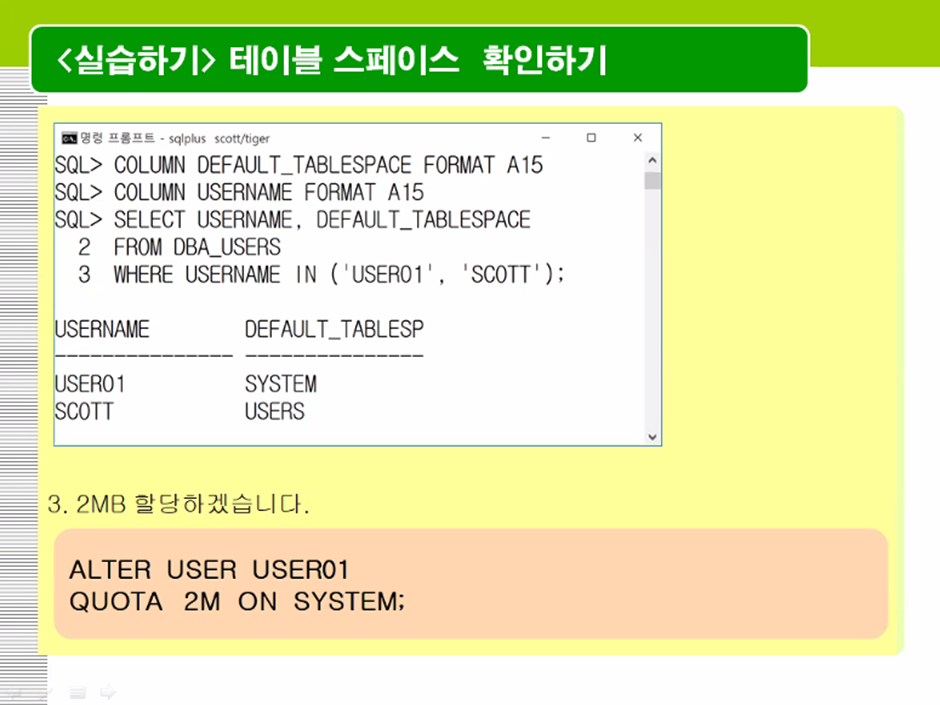 <실습하기> 테이블 스페이스 확인하기
명령 프롬프트 - sqlplus scott/tiger
SQL> COLUMN DEFAULT_TABLESPACE FORMAT A15
SQL> COLUMN USERNAME FORMAT A15
SQL> SELECT USERNAME, DEFAULT_TABLESPACE
2 FROM DBA_USERS
3 WHERE USERNAME IN ('USER01', 'SCOTT');
USERNAME DEFAULT_TABLESP
--------------- ---------------
USER01 SYSTEM
SCOTT USERS
3. 2MB 할당하겠습니다.
ALTER USER USER01
QUOTA 2M ON SYSTEM;